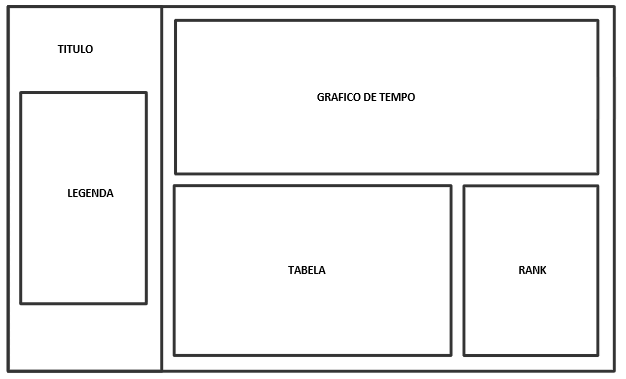 TITULO
LEGENDA
GRAFICO DE TEMPO
TABELA
RANK